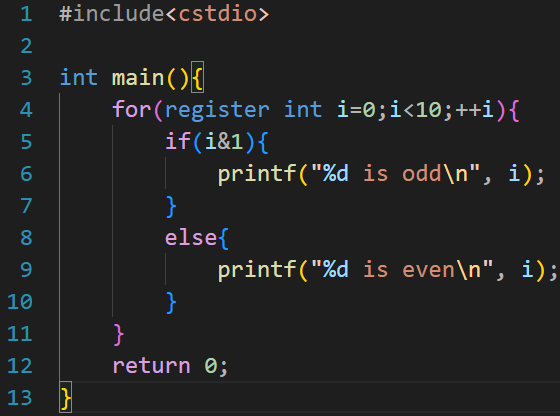 1 #include<cstdio>
2
3 int main(){
4     for(register int i=0;i<10;++i){
5         if(i&1){
6             printf("%d is odd\n", i);
7         }
8         else{
9             printf("%d is even\n", i);
10         }
11     }
12     return 0;
13 }